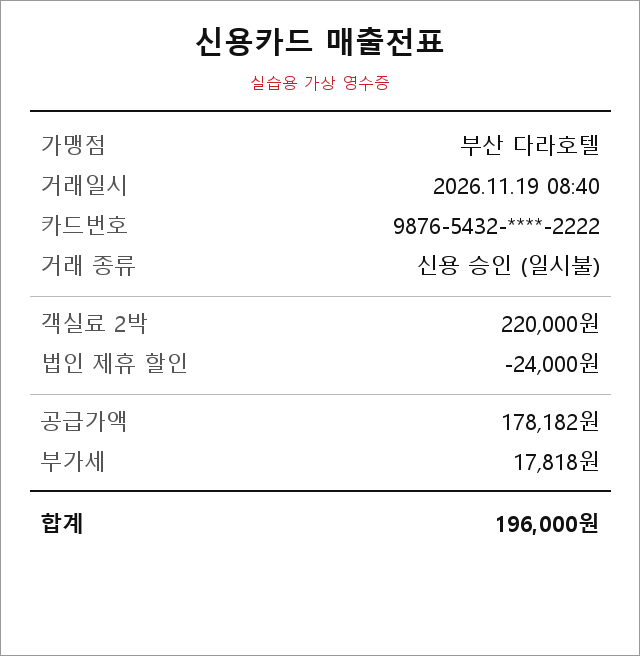 신용카드 매출전표
실습용 가상 영수증
가맹점 부산 다라호텔
거래일시 2026.11.19 08:40
카드번호 9876-5432-****-2222
거래 종류 신용 승인 (일시불)
객실료 2박 220,000원
법인 제휴 할인 -24,000원
공급가액 178,182원
부가세 17,818원
합계 196,000원